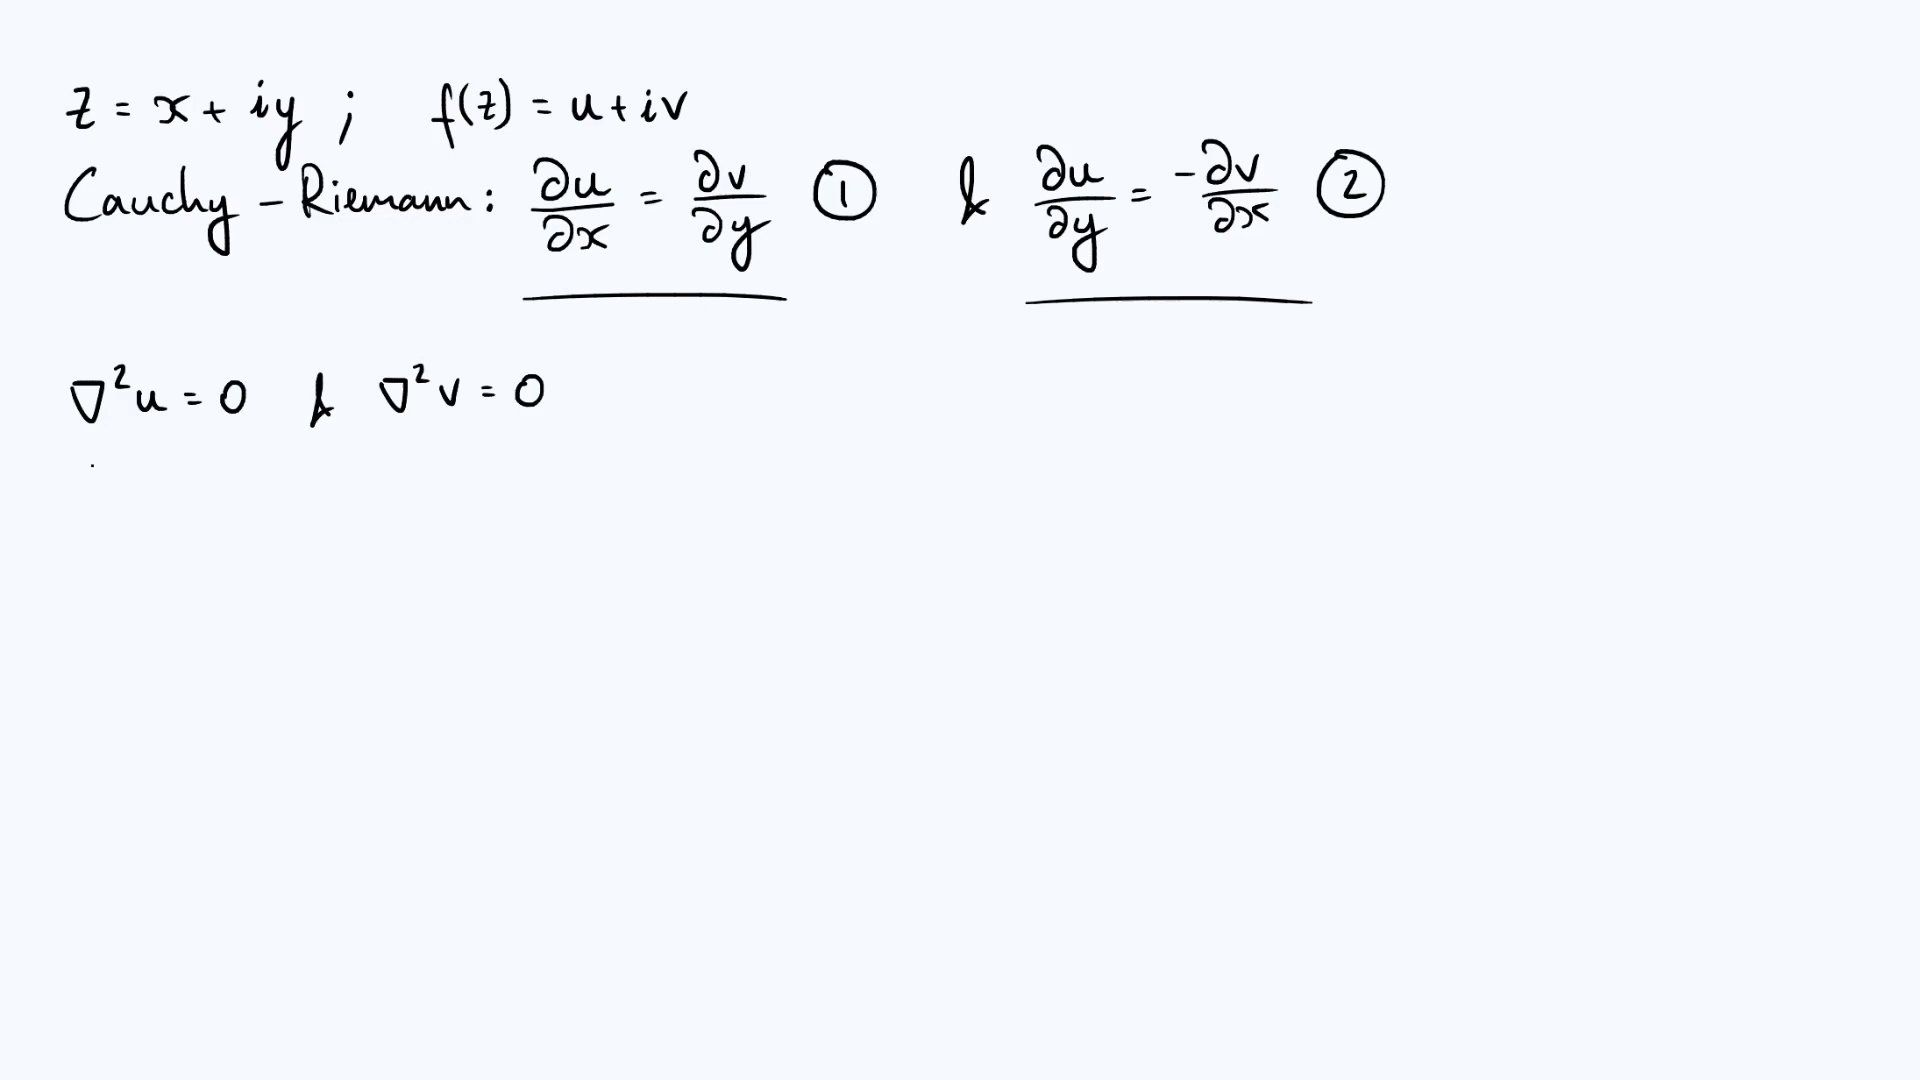 z = x + iy ; f(z) = u + iv
Cauchy - Riemann: ∂u/∂x = ∂v/∂y ① & ∂u/∂y = -∂v/∂x ②
∇²u = 0 & ∇²v = 0